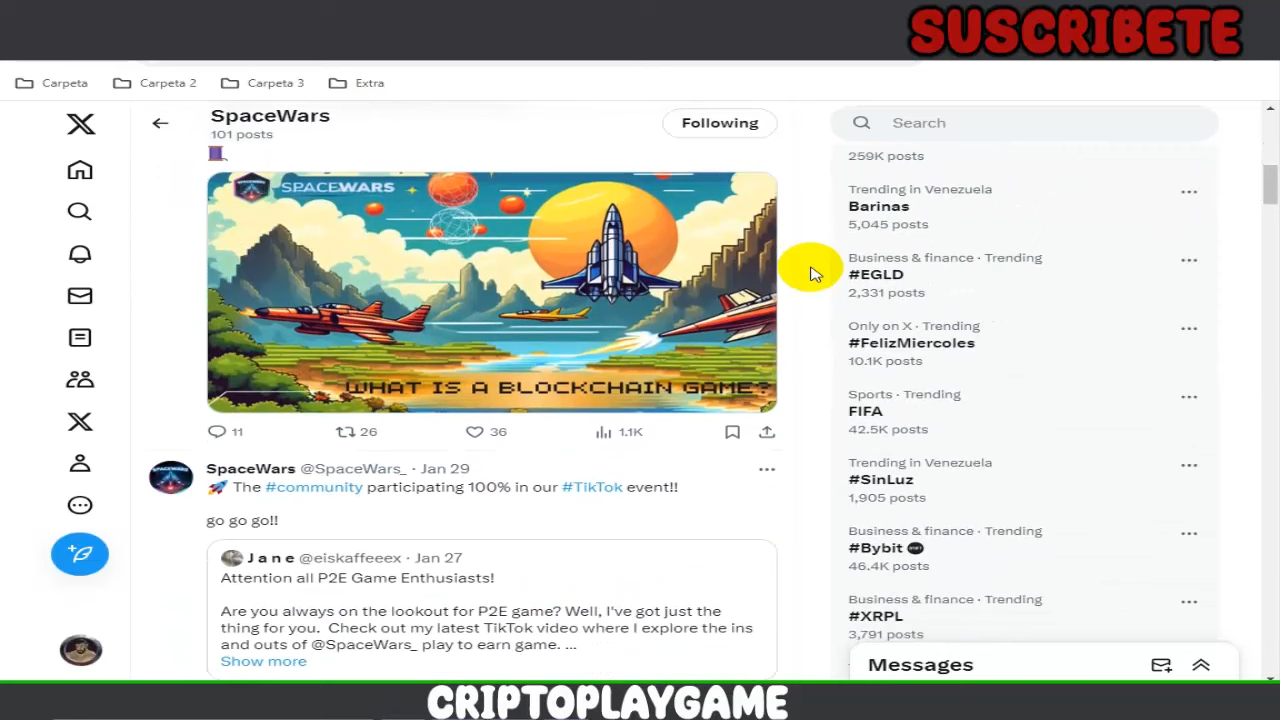 SUSCRIBETE
Carpeta
Carpeta 2
Carpeta 3
Extra
SpaceWars
101 posts
Following
SPACEWARS
WHAT IS A BLOCKCHAIN GAME?
11
26
36
1.1K
SpaceWars @SpaceWars_ · Jan 29
🚀 The #community participating 100% in our #TikTok event!!
go go go!!
J a n e @eiskaffeeex · Jan 27
Attention all P2E Game Enthusiasts!
Are you always on the lookout for P2E game? Well, I've got just the
thing for you. Check out my latest TikTok video where I explore the ins
and outs of @SpaceWars_ play to earn game. ...
Show more
Search
259K posts
Trending in Venezuela
Barinas
5,045 posts
Business & finance · Trending
#EGLD
2,331 posts
Only on X · Trending
#FelizMiercoles
10.1K posts
Sports · Trending
FIFA
42.5K posts
Trending in Venezuela
#SinLuz
1,905 posts
Business & finance · Trending
#Bybit
46.4K posts
Business & finance · Trending
#XRPL
3,791 posts
Messages
CRIPTOPLAYGAME